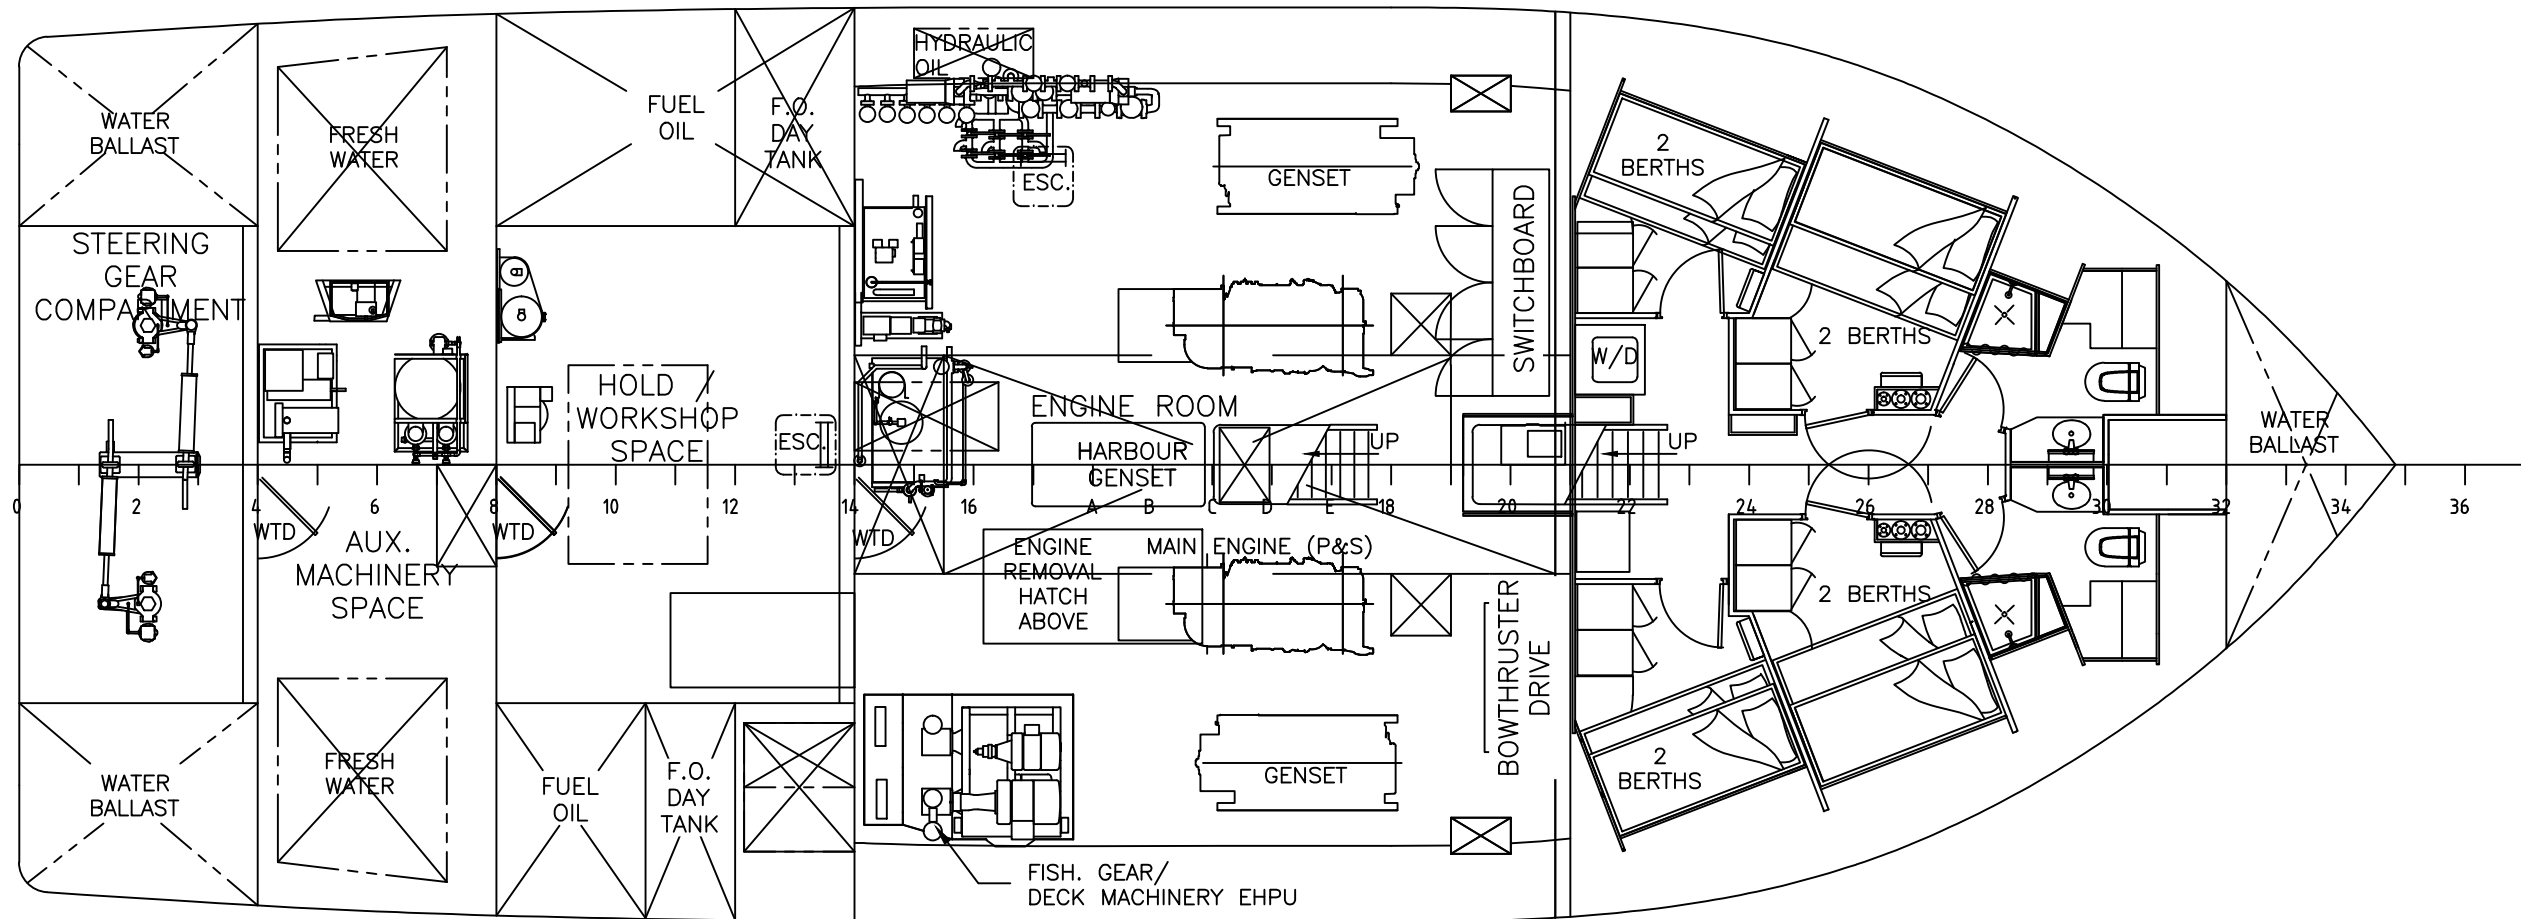 HYDRAULIC
OIL
WATER
BALLAST
FRESH
WATER
FUEL
OIL
F.O.
DAY
TANK
ESC.
GENSET
2
BERTHS
STEERING
GEAR
COMPARTMENT
SWITCHBOARD
2 BERTHS
W/D
HOLD /
WORKSHOP
SPACE
ESC.
ENGINE ROOM
HARBOUR
GENSET
UP
UP
WATER
BALLAST
0 2 4 6 8 10 12 14 16 A B C D E 18 20 22 24 26 28 30 32 34 36
WTD
WTD
WTD
AUX.
MACHINERY
SPACE
ENGINE
REMOVAL
HATCH
ABOVE
MAIN ENGINE (P&S)
2 BERTHS
BOWTHRUSTER
DRIVE
WATER
BALLAST
FRESH
WATER
FUEL
OIL
F.O.
DAY
TANK
GENSET
2
BERTHS
FISH. GEAR/
DECK MACHINERY EHPU